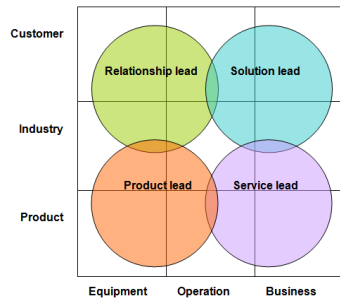 Customer
Relationship lead Solution lead
Industry
Product lead Service lead
Product
Equipment Operation Business